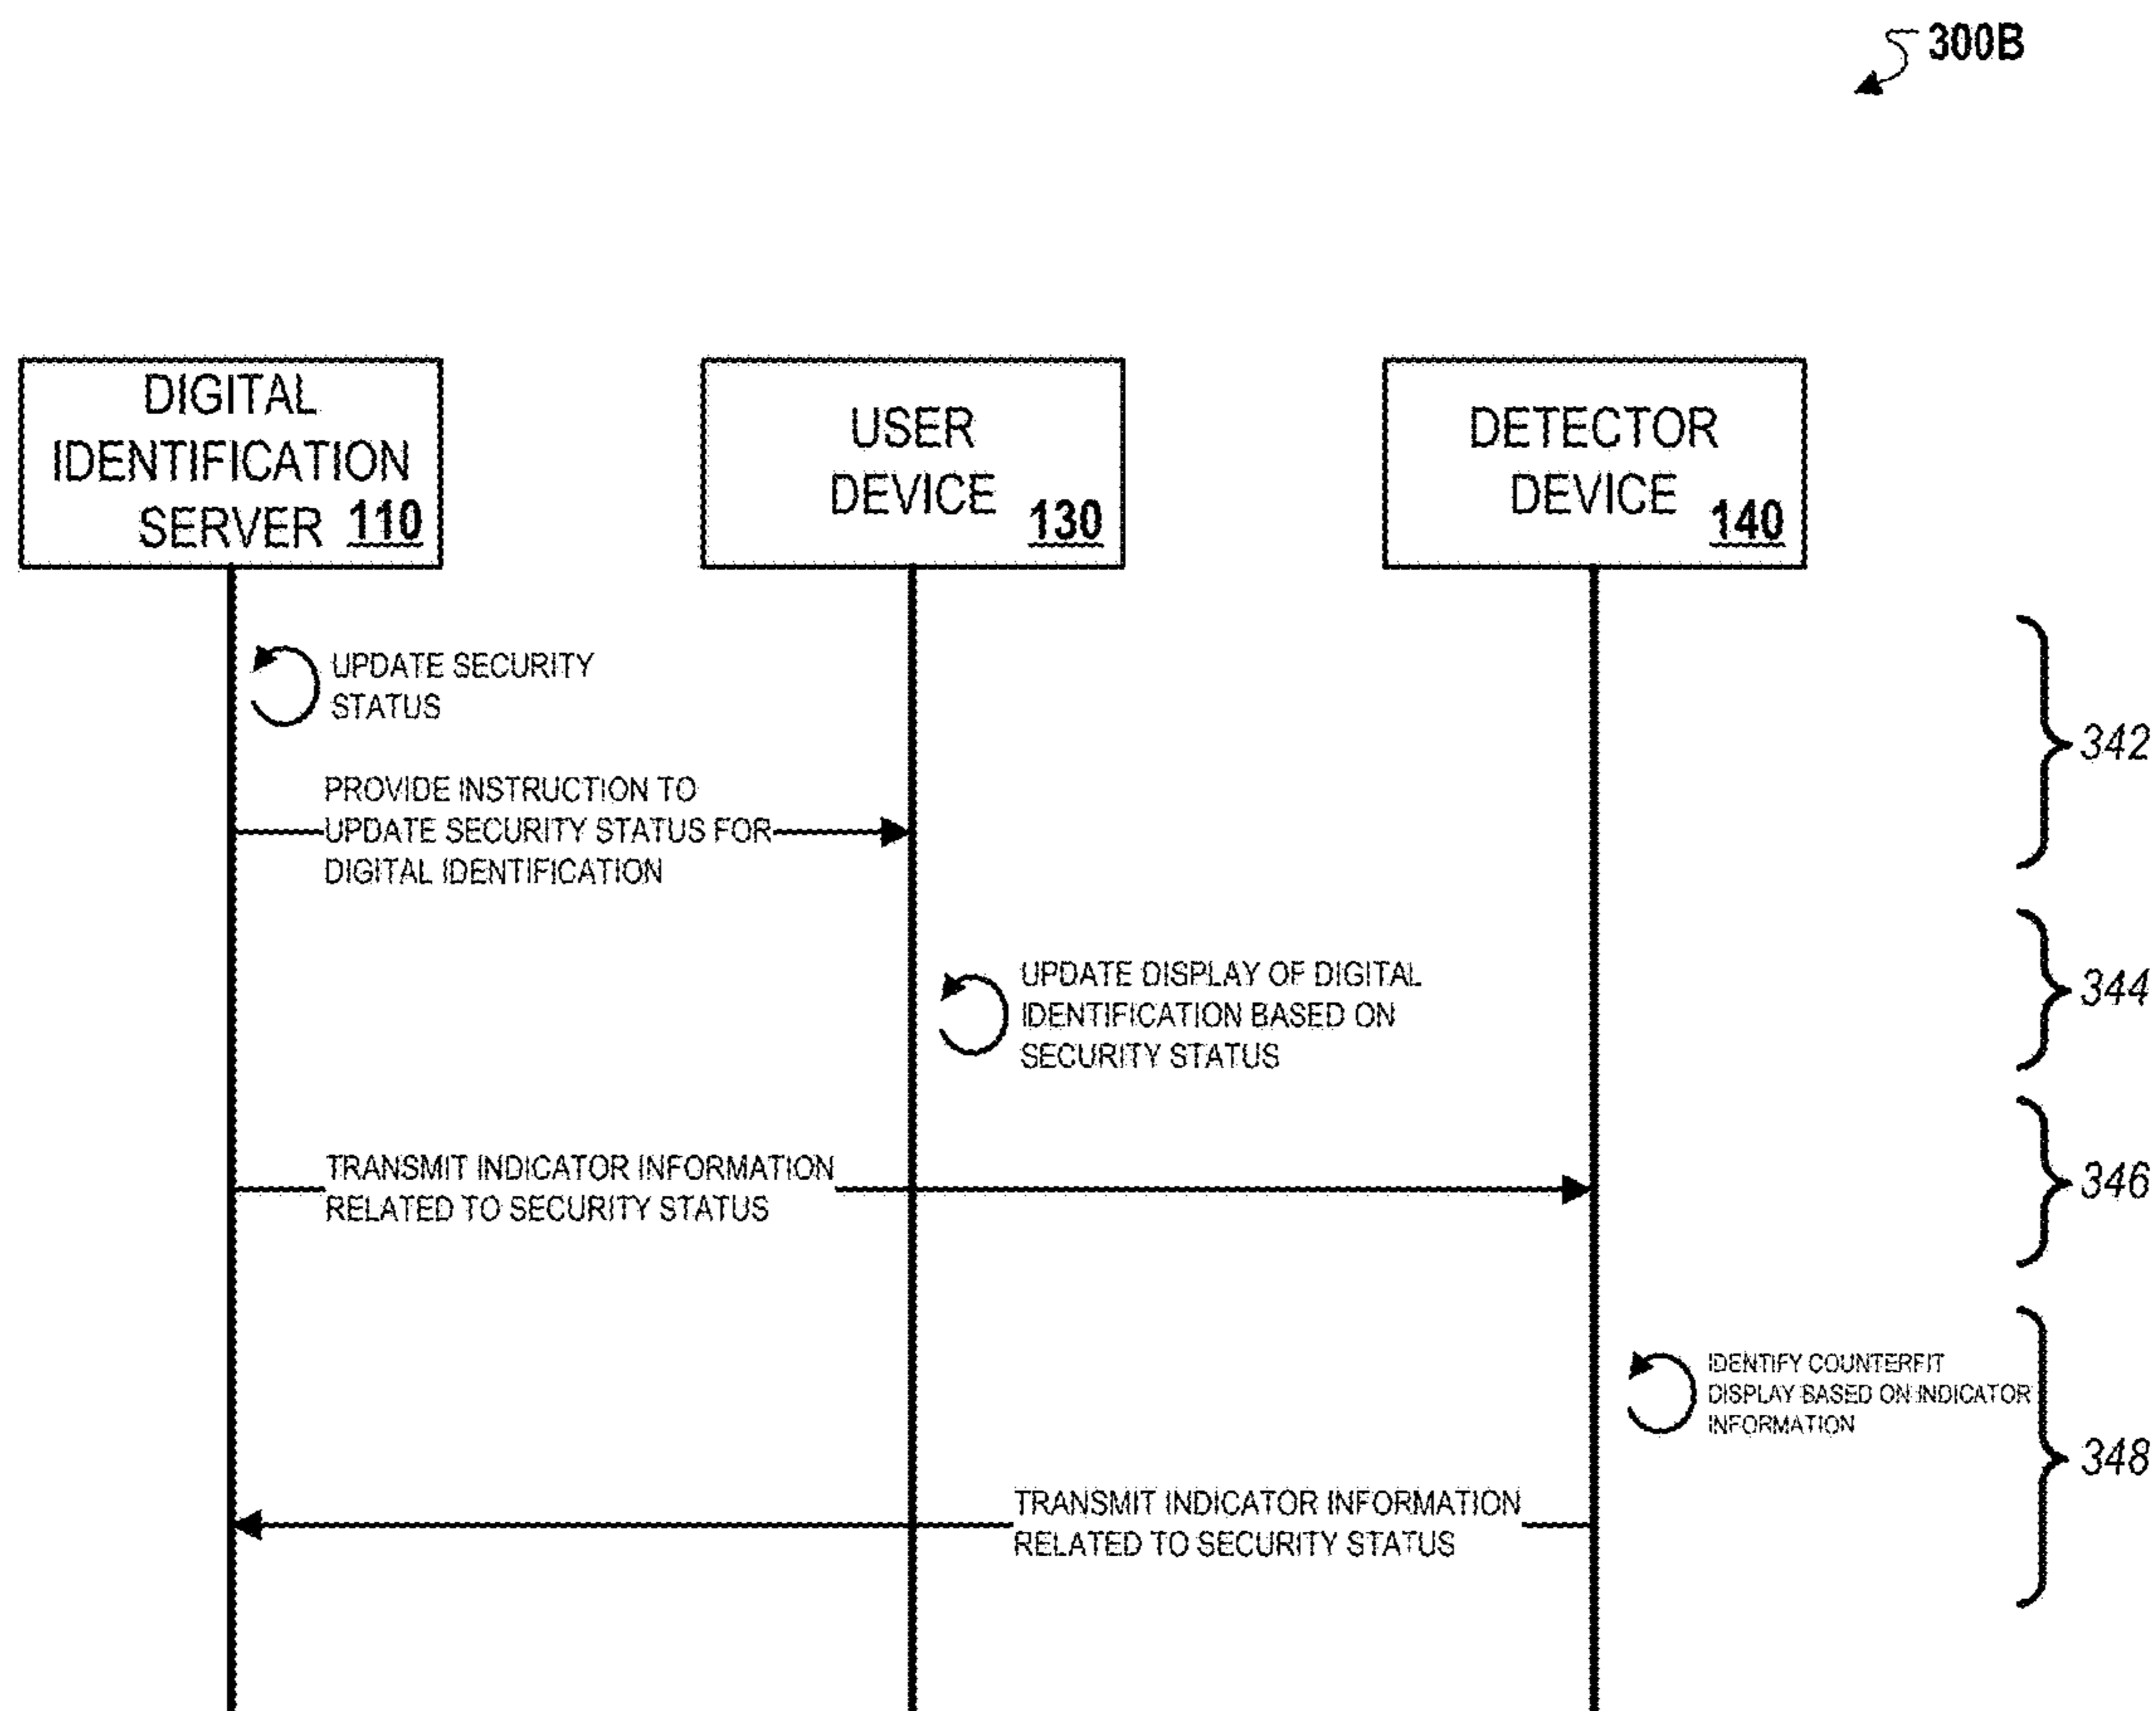 300B
DIGITAL
IDENTIFICATION
SERVER 110
USER
DEVICE 130
DETECTOR
DEVICE 140
UPDATE SECURITY
STATUS
342
PROVIDE INSTRUCTION TO
UPDATE SECURITY STATUS FOR
DIGITAL IDENTIFICATION
UPDATE DISPLAY OF DIGITAL
IDENTIFICATION BASED ON
SECURITY STATUS
344
TRANSMIT INDICATOR INFORMATION
RELATED TO SECURITY STATUS
346
IDENTIFY COUNTERFIT
DISPLAY BASED ON INDICATOR
INFORMATION
348
TRANSMIT INDICATOR INFORMATION
RELATED TO SECURITY STATUS